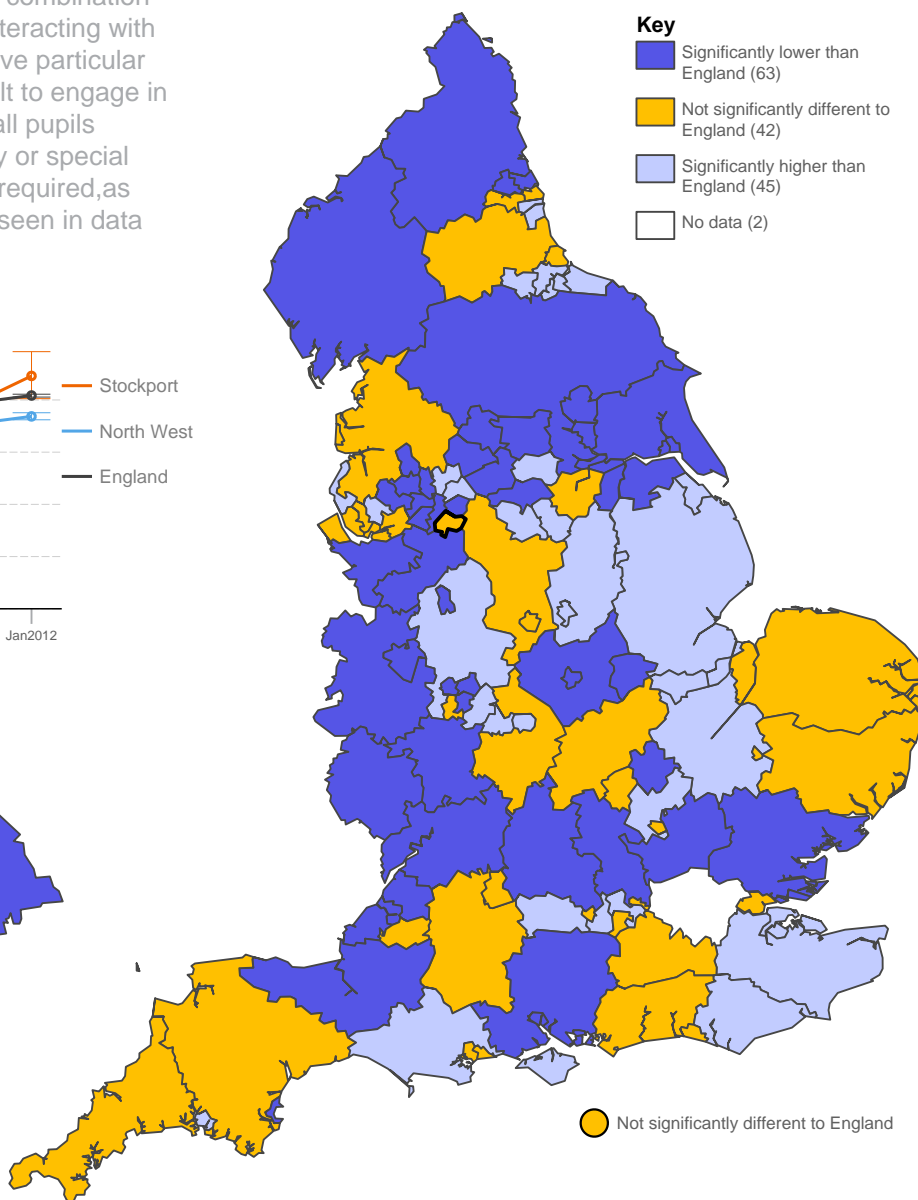 combination
teracting with
ve particular
lt to engage in
all pupils
y or special
required,as
seen in data
Key
Significantly lower than
England (63)
Not significantly different to
England (42)
Significantly higher than
England (45)
No data (2)
Stockport
North West
England
Jan2012
Not significantly different to England